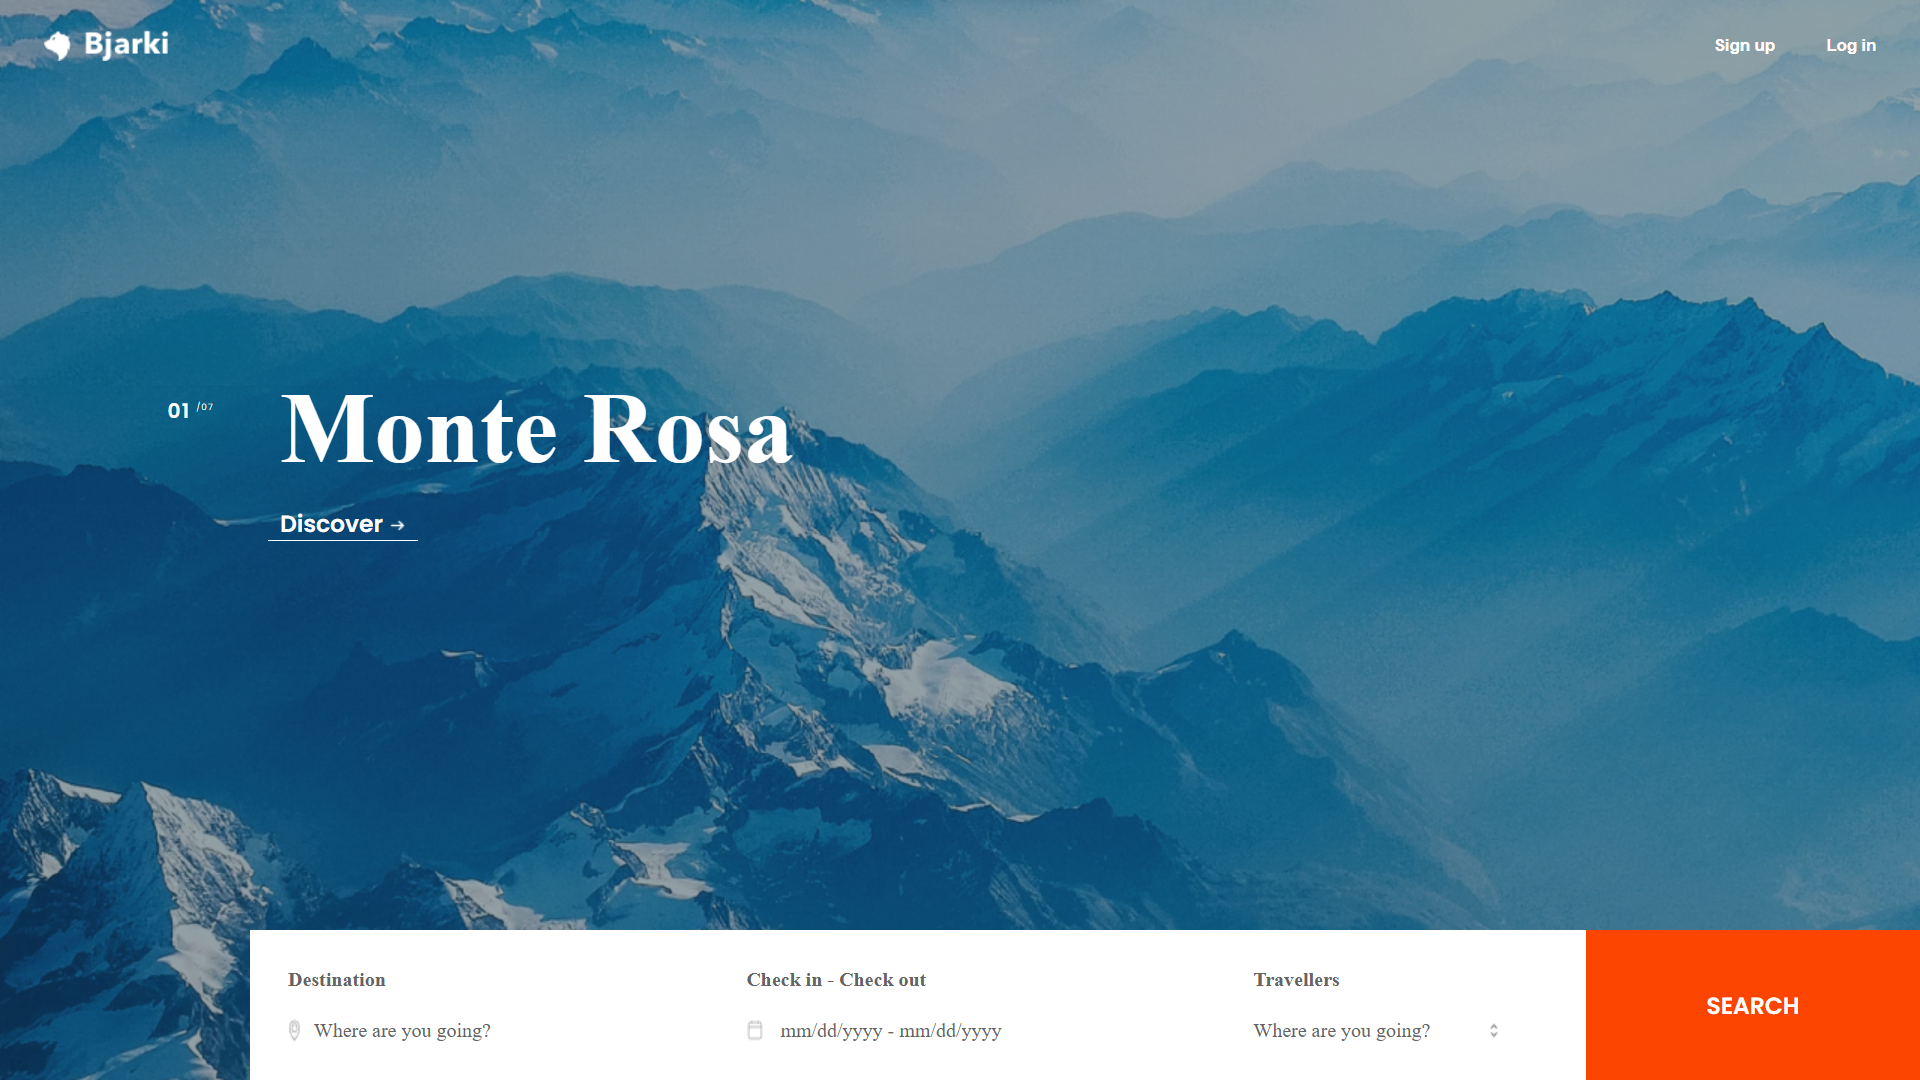 Bjarki
Sign up
Log in
01 /07
Monte Rosa
Discover →
Destination
Check in - Check out
Travellers
Where are you going?
mm/dd/yyyy - mm/dd/yyyy
Where are you going?
SEARCH